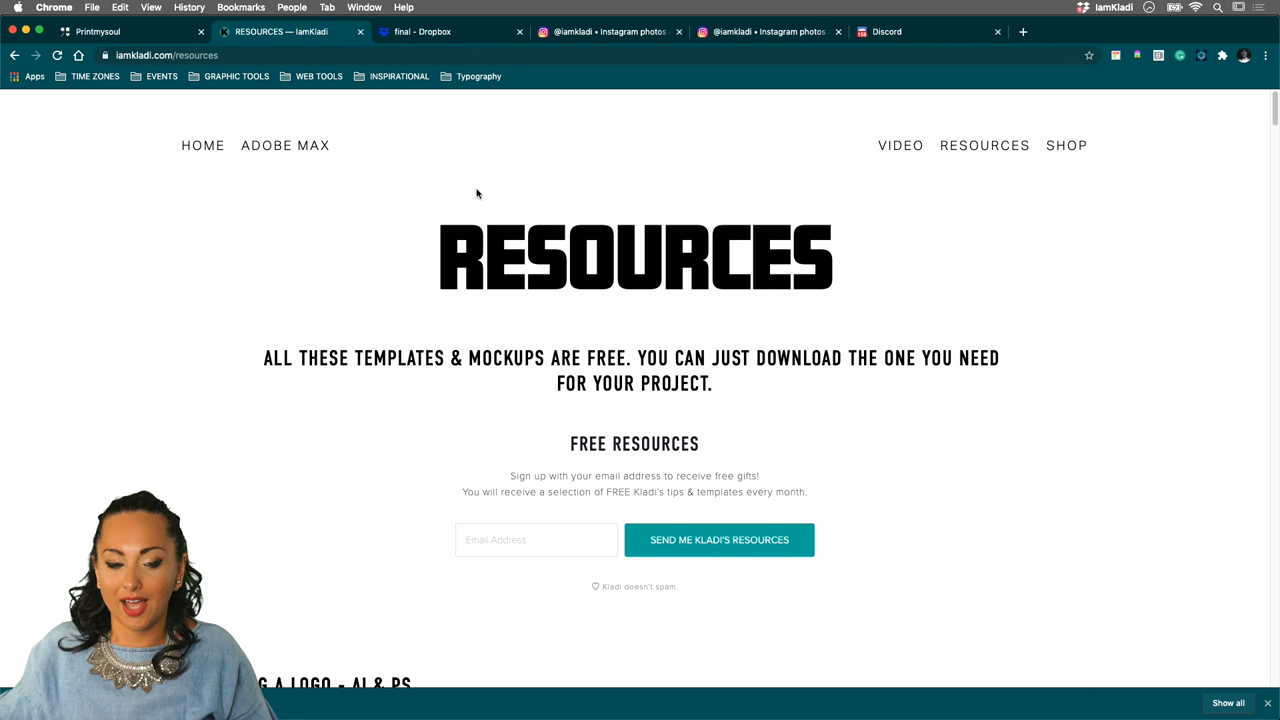 Chrome File Edit View History Bookmarks People Tab Window Help IamKladi
Printmysoul RESOURCES — IamKladi final - Dropbox @iamkladi • Instagram photos @iamkladi • Instagram photos Discord
iamkladi.com/resources
Apps TIME ZONES EVENTS GRAPHIC TOOLS WEB TOOLS INSPIRATIONAL Typography
HOME ADOBE MAX VIDEO RESOURCES SHOP
RESOURCES
ALL THESE TEMPLATES & MOCKUPS ARE FREE. YOU CAN JUST DOWNLOAD THE ONE YOU NEED
FOR YOUR PROJECT.
FREE RESOURCES
Sign up with your email address to receive free gifts!
You will receive a selection of FREE Kladi's tips & templates every month.
Email Address SEND ME KLADI'S RESOURCES
Kladi doesn't spam.
G A LOGO - AI & PS
Show all